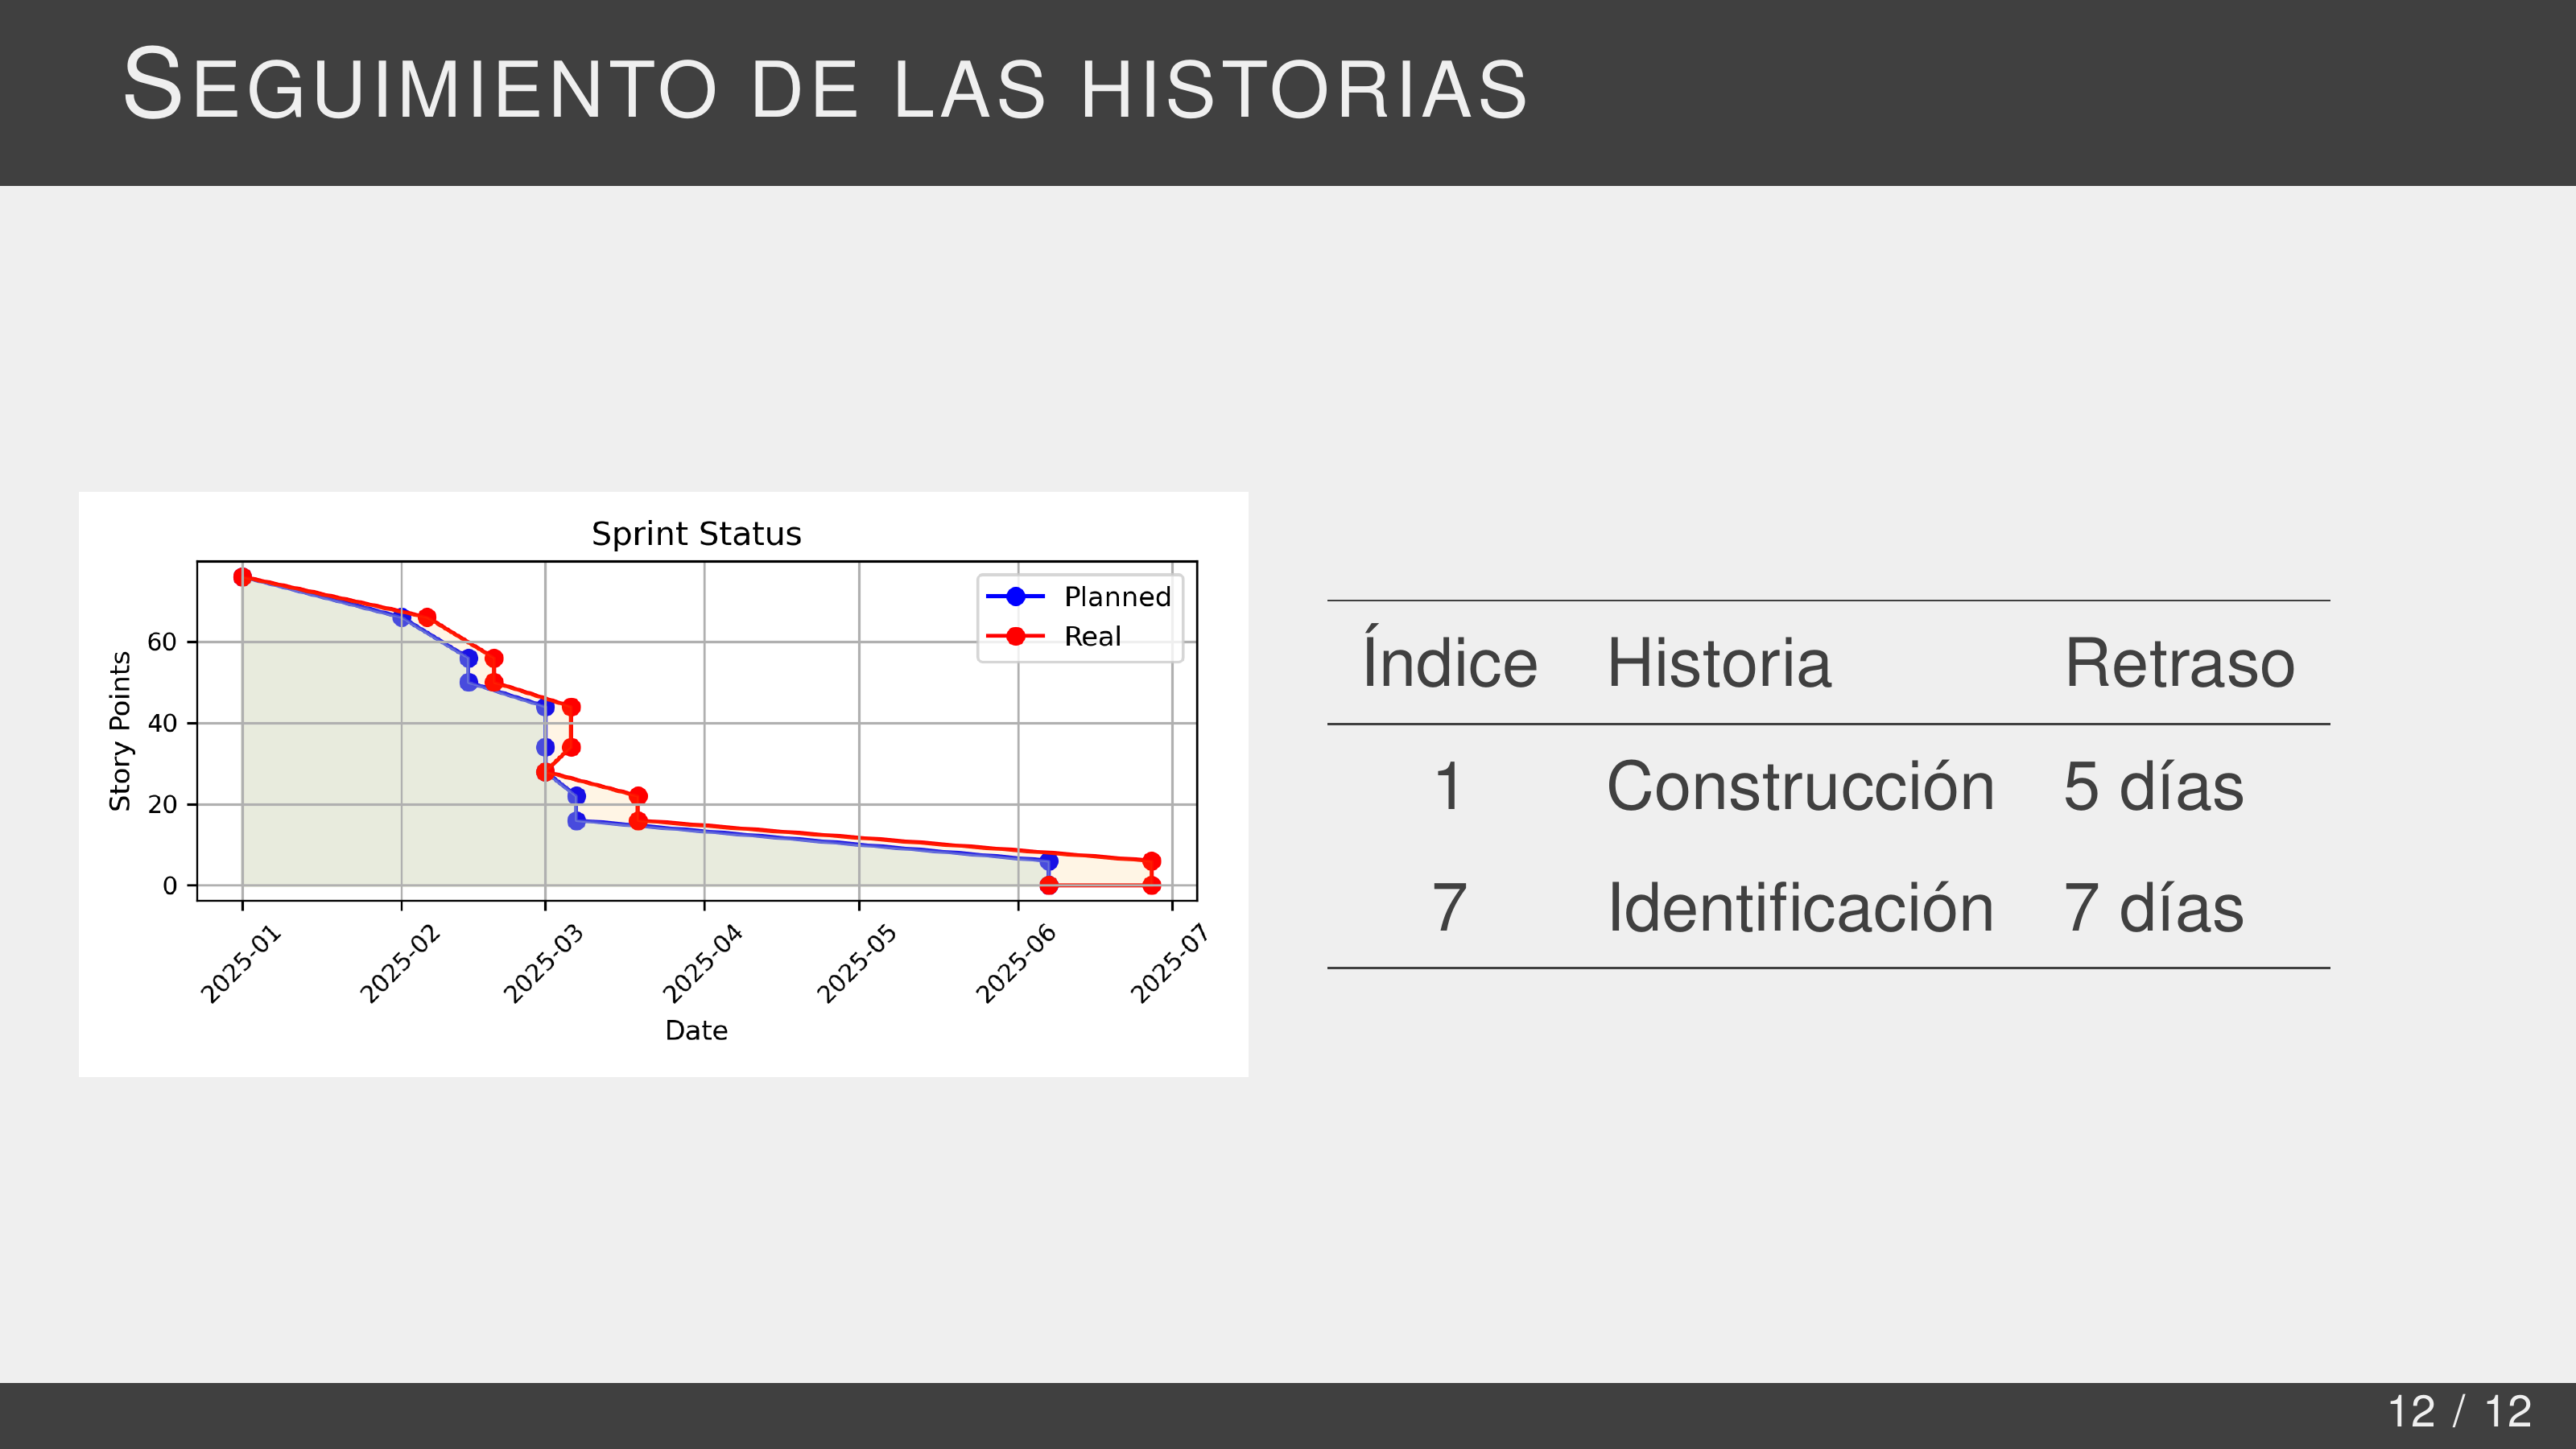 SEGUIMIENTO DE LAS HISTORIAS
Sprint Status
Planned
Real
Story Points
60
40
20
0
2025-01
2025-02
2025-03
2025-04
2025-05
2025-06
2025-07
Date
Índice Historia Retraso
1 Construcción 5 días
7 Identificación 7 días
12 / 12